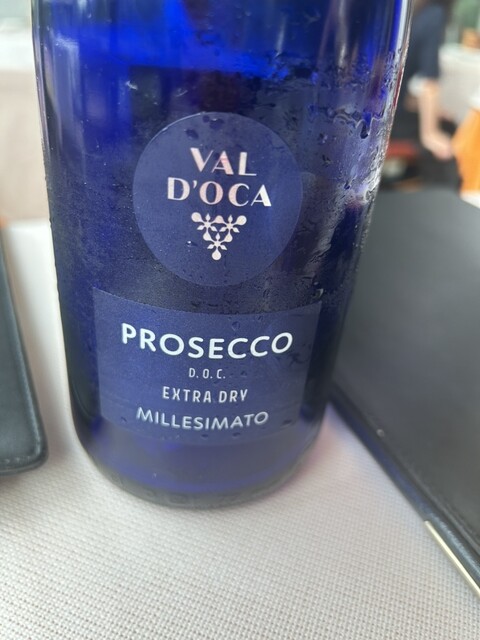 VAL
D'OCA
PROSECCO
D.O.C.
EXTRA DRY
MILLESIMATO